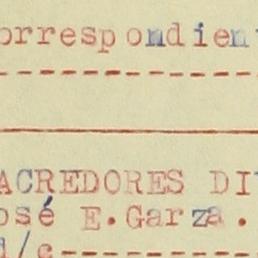 orrespondien
--------------
ACREDORES DI
osé E.Garza.
d/c---------